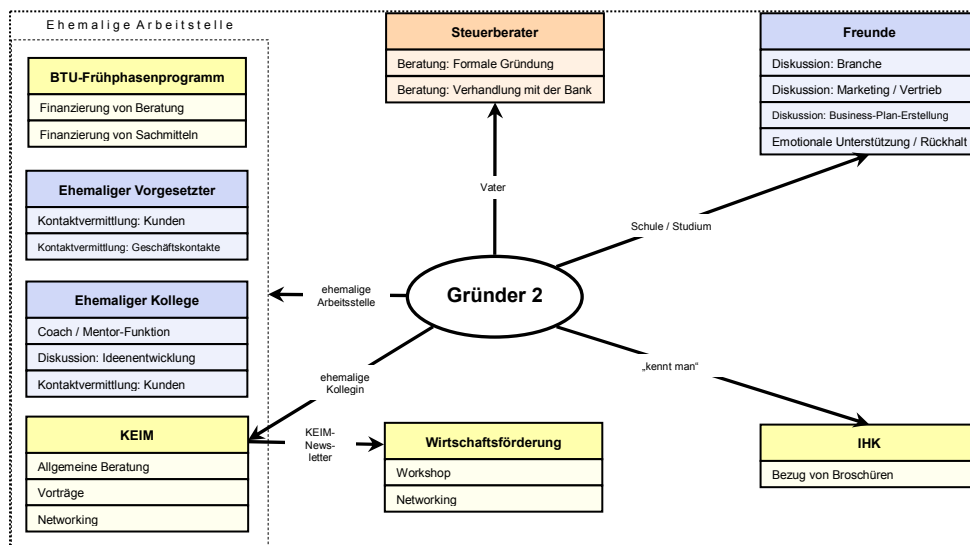 Ehemalige Arbeitstelle
BTU-Frühphasenprogramm
Finanzierung von Beratung
Finanzierung von Sachmitteln
Ehemaliger Vorgesetzter
Kontaktvermittlung: Kunden
Kontaktvermittlung: Geschäftskontakte
Ehemaliger Kollege
Coach / Mentor-Funktion
Diskussion: Ideenentwicklung
Kontaktvermittlung: Kunden
KEIM
Allgemeine Beratung
Vorträge
Networking
Steuerberater
Beratung: Formale Gründung
Beratung: Verhandlung mit der Bank
Vater
Freunde
Diskussion: Branche
Diskussion: Marketing / Vertrieb
Diskussion: Business-Plan-Erstellung
Emotionale Unterstützung / Rückhalt
Schule / Studium
Gründer 2
ehemalige
Arbeitsstelle
ehemalige
Kollegin
„kennt man“
KEIM-
News-
letter
Wirtschaftsförderung
Workshop
Networking
IHK
Bezug von Broschüren